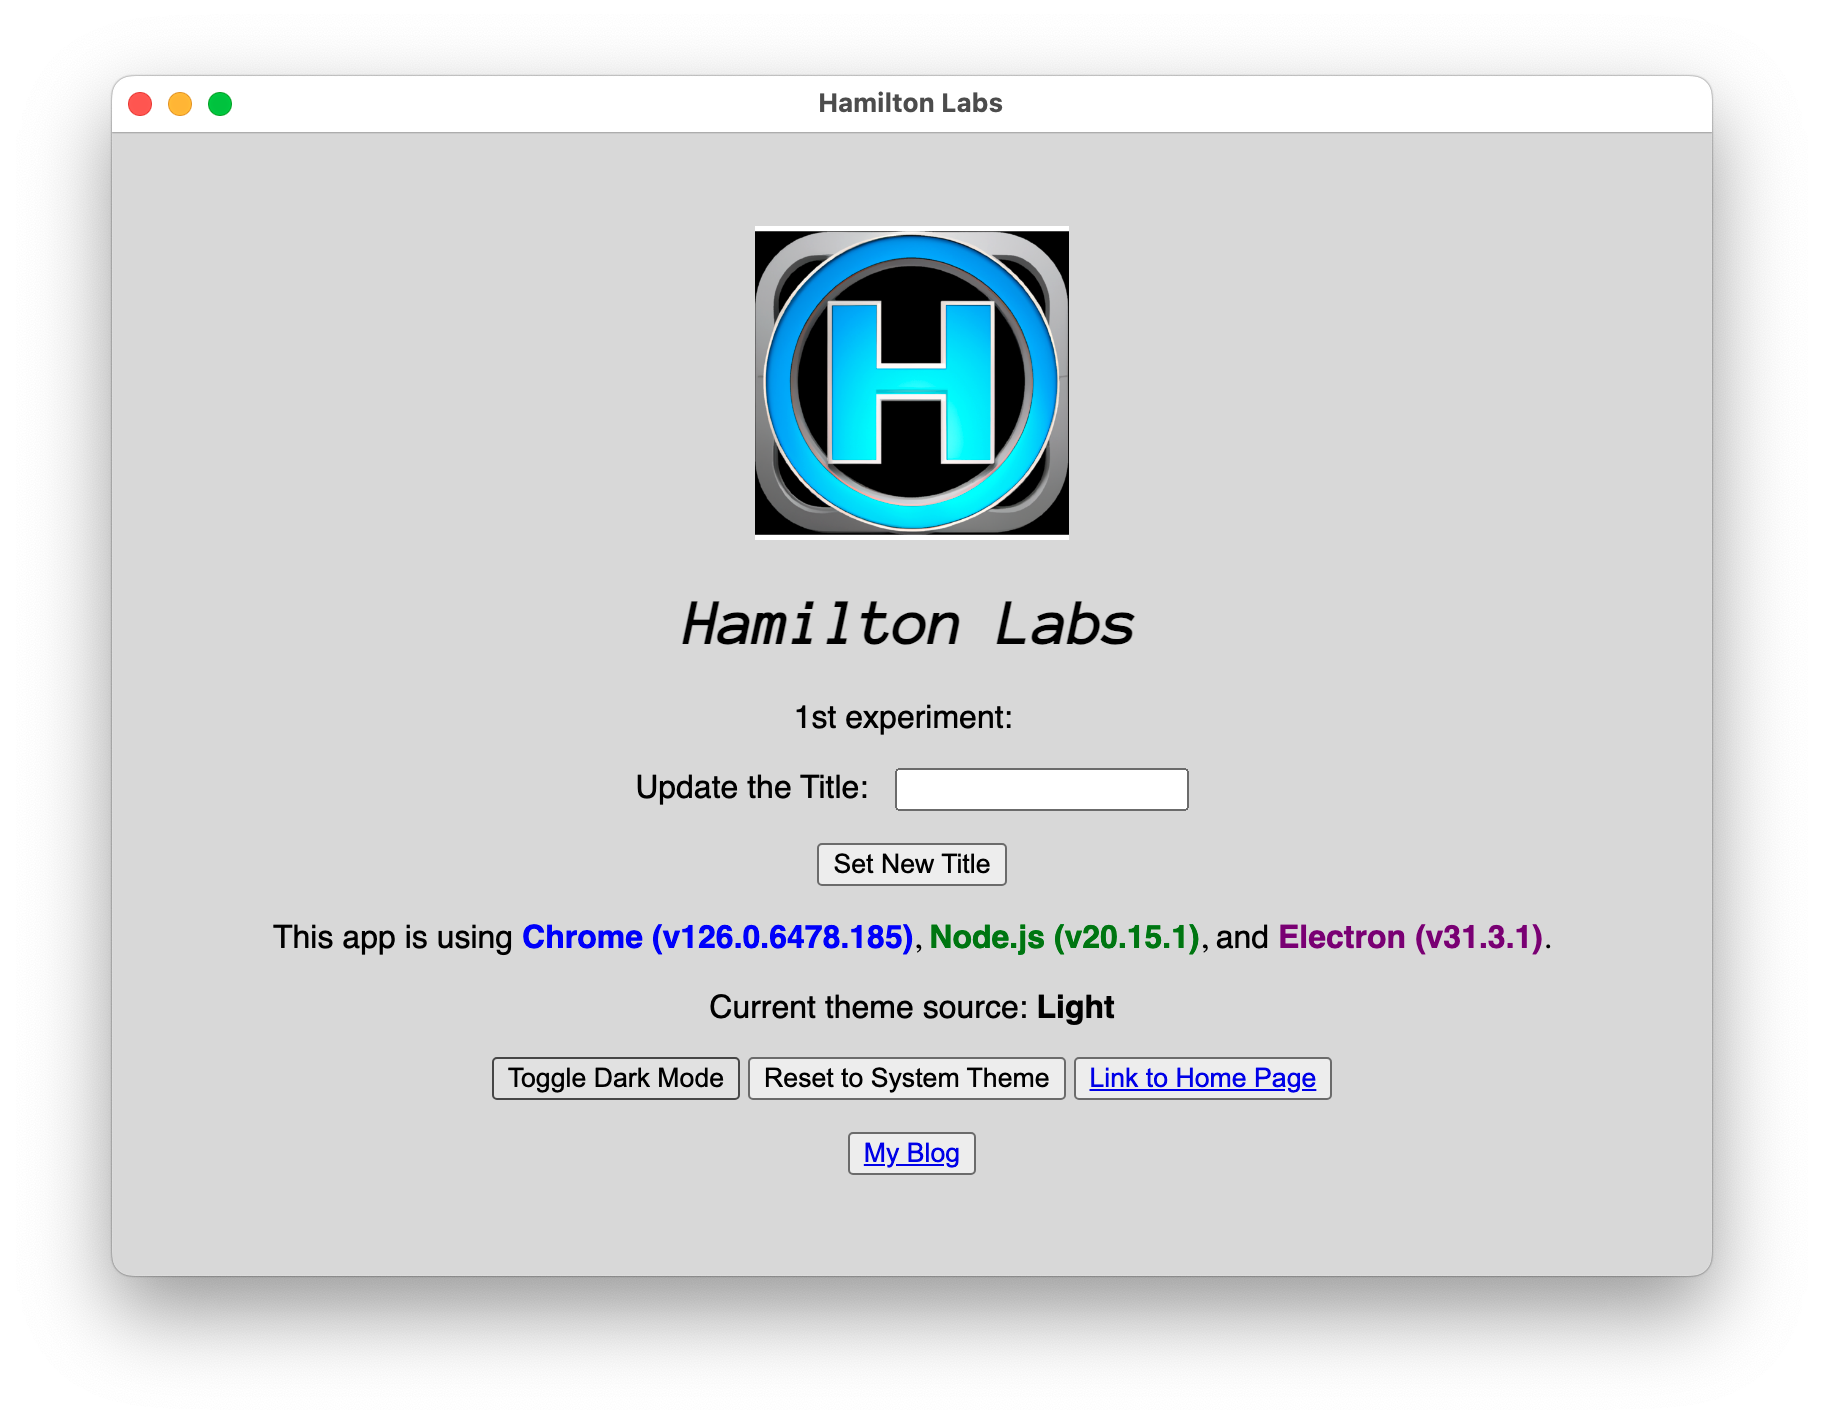 Hamilton Labs
H
Hamilton Labs
1st experiment:
Update the Title:
Set New Title
This app is using Chrome (v126.0.6478.185), Node.js (v20.15.1), and Electron (v31.3.1).
Current theme source: Light
Toggle Dark Mode Reset to System Theme Link to Home Page
My Blog